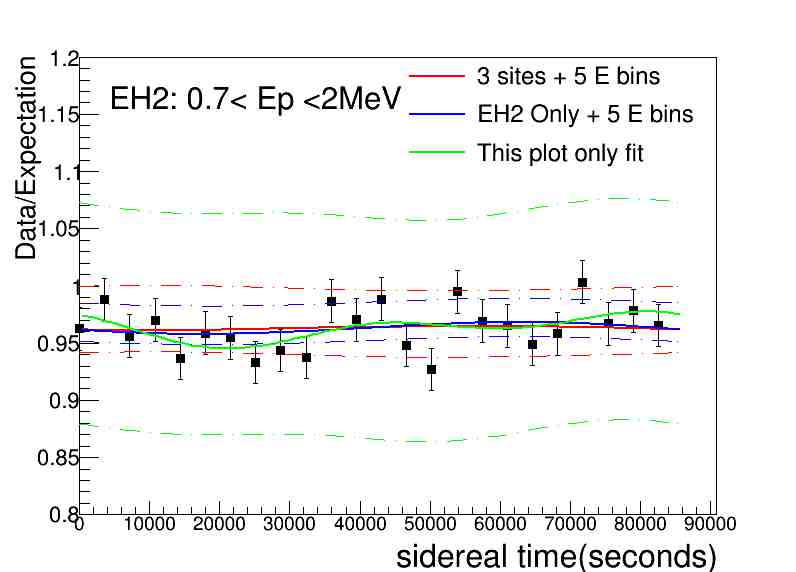 EH2: 0.7< Ep <2MeV
3 sites + 5 E bins
EH2 Only + 5 E bins
This plot only fit
Data/Expectation
1.2
1.15
1.1
1.05
1
0.95
0.9
0.85
0.8
0 10000 20000 30000 40000 50000 60000 70000 80000 90000
sidereal time(seconds)